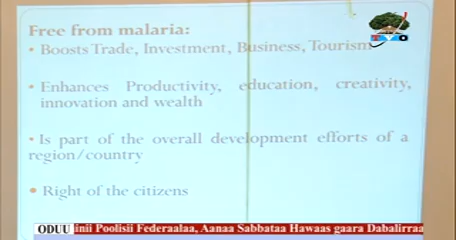 Free from malaria:
• Boosts Trade, Investment, Business, Tourism
• Enhances Productivity, education, creativity,
innovation and wealth
• Is part of the overall development efforts of a
region/country
• Right of the citizens
TVO
ODUU inii Poolisii Federaalaa, Aanaa Sabbataa Hawaas gaara Dabalirraa